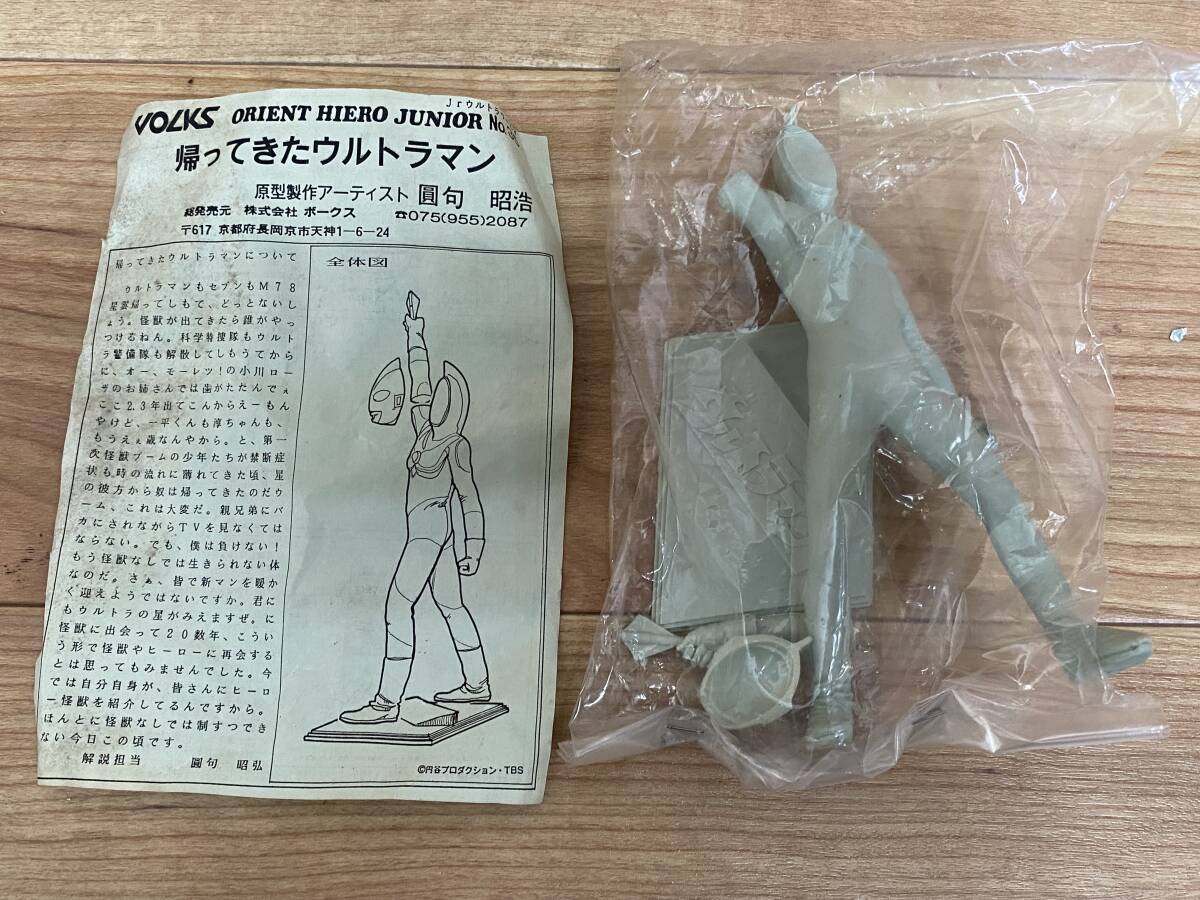 Jrウルトラ
VOLKS ORIENT HIERO JUNIOR No.
帰ってきたウルトラマン
原型製作アーティスト 圓句 昭浩
総発売元 株式会社 ボークス ☎075(955)2087
〒617 京都府長岡京市天神1-6-24
帰ってきたウルトラマンについて
ウルトラマンもセブンもM78
星雲帰ってしもて、どっとないし
ょう。怪獣が出てきたら誰がやっ
つけるねん。科学特捜隊もウルト
ラ警備隊も解散してしもうてから
に、オー、モーレツ!の小川ロー
ザのお姉さんでは歯がたたんでぇ
ここ2.3年出てこんからえーもん
やけど、一平くんも淳ちゃんも、
もうえぇ歳なんやから。と、第一
次怪獣ブームの少年たちが禁断症
状も時の流れに薄れてきた頃、星
の彼方から奴は帰ってきたのだウ
ーム、これは大変だ。親兄弟にバ
カにされながらTVを見なくては
ならない。でも、僕は負けない!
もう怪獣なしでは生きられない体
なのだ。さぁ、皆で新マンを暖か
く迎えようではないですか。君に
もウルトラの星がみえますぜ。に
怪獣に出会って20数年、こうい
う形で怪獣やヒーローに再会する
とは思ってもみませんでした。今
では自分自身が、皆さんにヒーロ
ー怪獣を紹介してるんですから。
ほんとに怪獣なしでは制すつでき
ない今日この頃です。
解説担当 圓句 昭弘
全体図
©円谷プロダクション・TBS